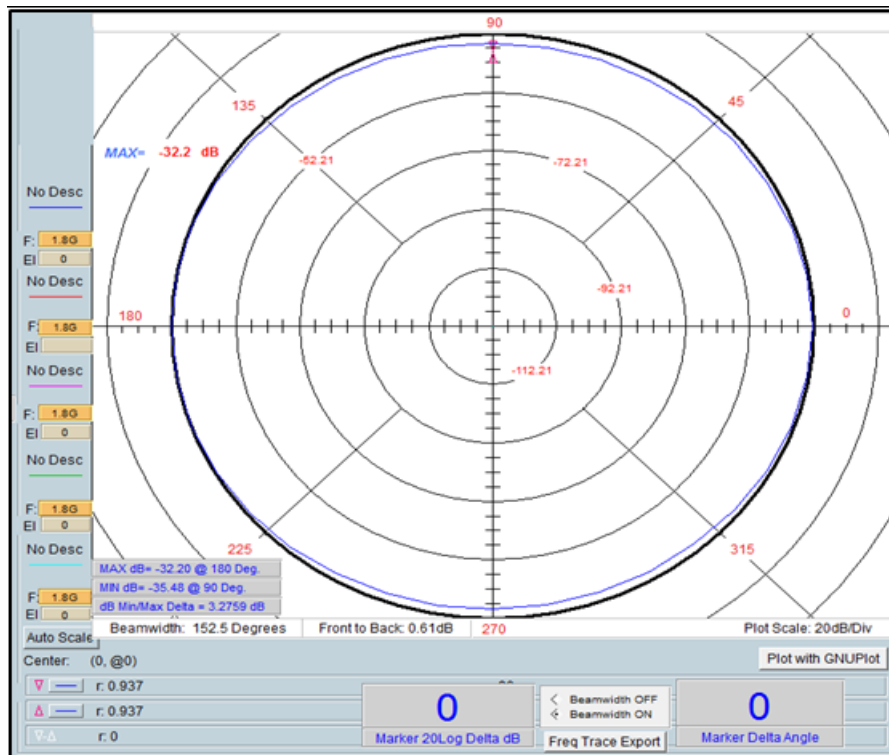 90
135
45
MAX= -32.2 dB
-52.21
-72.21
No Desc
F: 1.8G
El 0
-92.21
No Desc
180
0
F: 1.8G
El
No Desc
-112.21
F: 1.8G
El 0
No Desc
F: 1.8G
El 0
225
315
No Desc
MAX dB= -32.20 @ 180 Deg.
MIN dB= -35.48 @ 90 Deg.
F: 1.8G
El 0
dB Min/Max Delta = 3.2759 dB
Beamwidth: 152.5 Degrees Front to Back: 0.61dB 270 Plot Scale: 20dB/Div
Auto Scale
Center: (0, @0) Plot with GNUPlot
r: 0.937
r: 0.937
r: 0
0
Marker 20Log Delta dB
< Beamwidth OFF
Beamwidth ON
Freq Trace Export
0
Marker Delta Angle